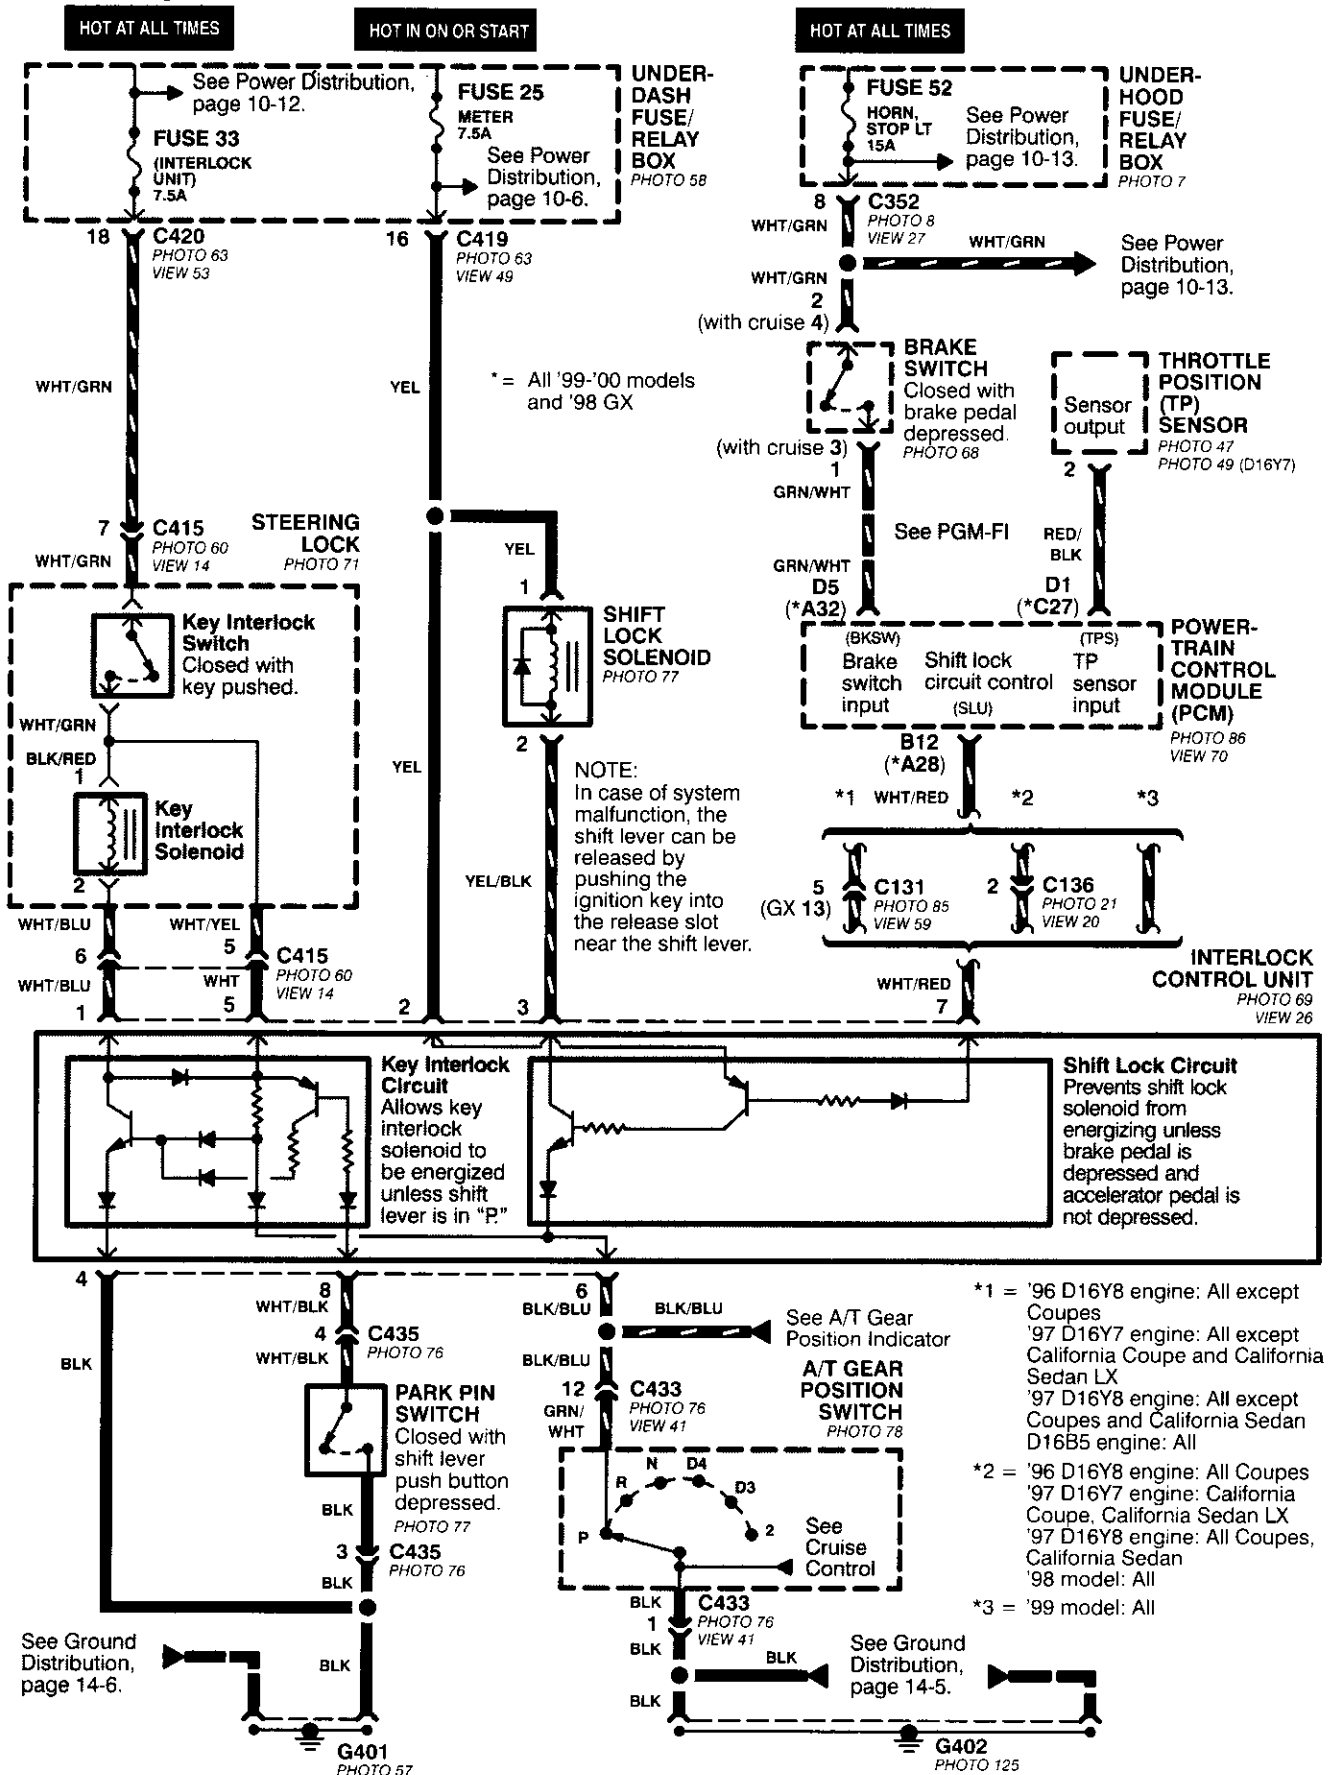 HOT AT ALL TIMES
HOT IN ON OR START
HOT AT ALL TIMES
See Power Distribution,
page 10-12.
FUSE 33
(INTERLOCK
UNIT)
7.5A
FUSE 25
METER
7.5A
See Power
Distribution,
page 10-6.
UNDER-
DASH
FUSE/
RELAY
BOX
PHOTO 58
FUSE 52
HORN,
STOP LT
15A
See Power
Distribution,
page 10-13.
UNDER-
HOOD
FUSE/
RELAY
BOX
PHOTO 7
18
C420
PHOTO 63
VIEW 53
16
C419
PHOTO 63
VIEW 49
8
C352
PHOTO 8
VIEW 27
WHT/GRN
WHT/GRN
See Power
Distribution,
page 10-13.
WHT/GRN
2
(with cruise 4)
WHT/GRN
YEL
* = All '99-'00 models
and '98 GX
BRAKE
SWITCH
Closed with
brake pedal
depressed.
PHOTO 68
Sensor
output
THROTTLE
POSITION
(TP)
SENSOR
PHOTO 47
PHOTO 49 (D16Y7)
(with cruise 3)
1
GRN/WHT
2
See PGM-FI
RED/
BLK
GRN/WHT
D5
(*A32)
D1
(*C27)
7
C415
PHOTO 60
VIEW 14
WHT/GRN
STEERING
LOCK
PHOTO 71
YEL
1
SHIFT
LOCK
SOLENOID
PHOTO 77
Key Interlock
Switch
Closed with
key pushed.
(BKSW)
Brake
switch
input
Shift lock
circuit control
(SLU)
(TPS)
TP
sensor
input
POWER-
TRAIN
CONTROL
MODULE
(PCM)
PHOTO 86
VIEW 70
WHT/GRN
BLK/RED
1
Key
Interlock
Solenoid
2
YEL
2
NOTE:
In case of system
malfunction, the
shift lever can be
released by
pushing the
ignition key into
the release slot
near the shift lever.
YEL/BLK
B12
(*A28)
*1
WHT/RED
*2
*3
5
(GX 13)
C131
PHOTO 85
VIEW 59
2
C136
PHOTO 21
VIEW 20
WHT/BLU
WHT/YEL
6
5
C415
PHOTO 60
VIEW 14
WHT/BLU
WHT
1
5
2
3
WHT/RED
7
INTERLOCK
CONTROL UNIT
PHOTO 69
VIEW 26
Key Interlock
Circuit
Allows key
interlock
solenoid to
be energized
unless shift
lever is in "P."
Shift Lock Circuit
Prevents shift lock
solenoid from
energizing unless
brake pedal is
depressed and
accelerator pedal is
not depressed.
4
8
6
WHT/BLK
4
C435
PHOTO 76
WHT/BLK
BLK
BLK/BLU
BLK/BLU
See A/T Gear
Position Indicator
BLK/BLU
12
C433
PHOTO 76
VIEW 41
GRN/
WHT
A/T GEAR
POSITION
SWITCH
PHOTO 78
PARK PIN
SWITCH
Closed with
shift lever
push button
depressed.
PHOTO 77
BLK
3
C435
PHOTO 76
BLK
P
R
N
D4
D3
2
See
Cruise
Control
BLK
1
C433
PHOTO 76
VIEW 41
BLK
BLK
BLK
*1 = '96 D16Y8 engine: All except
Coupes
'97 D16Y7 engine: All except
California Coupe and California
Sedan LX
'97 D16Y8 engine: All except
Coupes and California Sedan
D16B5 engine: All
*2 = '96 D16Y8 engine: All Coupes
'97 D16Y7 engine: California
Coupe, California Sedan LX
'97 D16Y8 engine: All Coupes,
California Sedan
'98 model: All
*3 = '99 model: All
See Ground
Distribution,
page 14-6.
BLK
See Ground
Distribution,
page 14-5.
G401
PHOTO 57
G402
PHOTO 125